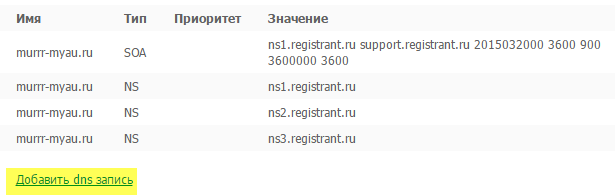 Имя Тип Приоритет Значение
murrr-myau.ru SOA ns1.registrant.ru support.registrant.ru 2015032000 3600 900
3600000 3600
murrr-myau.ru NS ns1.registrant.ru
murrr-myau.ru NS ns2.registrant.ru
murrr-myau.ru NS ns3.registrant.ru
Добавить dns запись